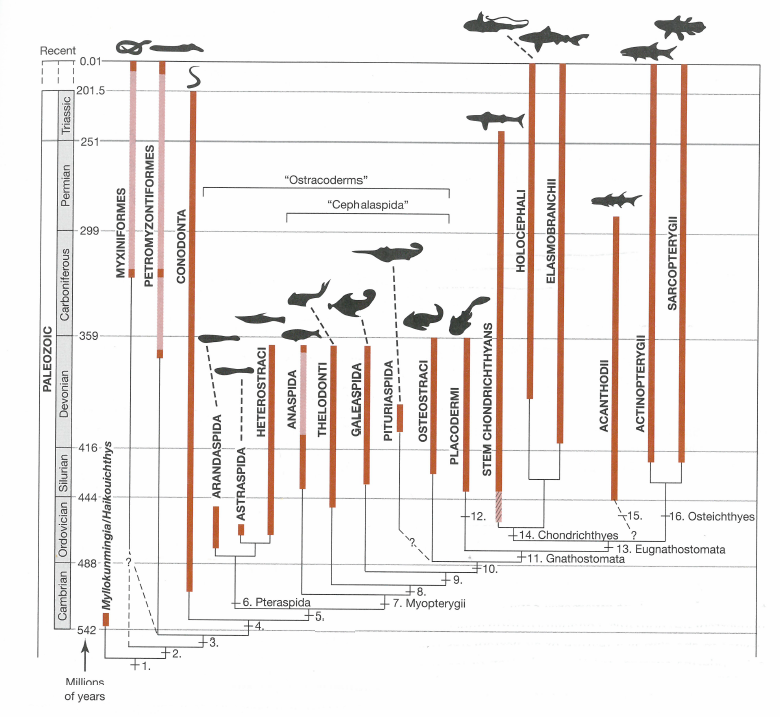 Recent
0.01
201.5
Triassic
251
Permian
299
Carboniferous
359
Devonian
416
Silurian
444
Ordovician
488
Cambrian
542
PALEOZOIC
Millions
of years
"Ostracoderms"
"Cephalaspida"
Myllokunmingia/Haikouichthys
MYXINIFORMES
PETROMYZONTIFORMES
CONODONTA
ARANDASPIDA
ASTRASPIDA
HETEROSTRACI
ANASPIDA
THELODONTI
GALEASPIDA
PITURIASPIDA
OSTEOSTRACI
PLACODERMI
STEM CHONDRICHTHYANS
HOLOCEPHALI
ELASMOBRANCHII
ACANTHODII
ACTINOPTERYGII
SARCOPTERYGII
12.
15.
16. Osteichthyes
?
14. Chondrichthyes
?
13. Eugnathostomata
?
11. Gnathostomata
10.
9.
8.
6. Pteraspida
7. Myopterygii
5.
4.
3.
2.
1.